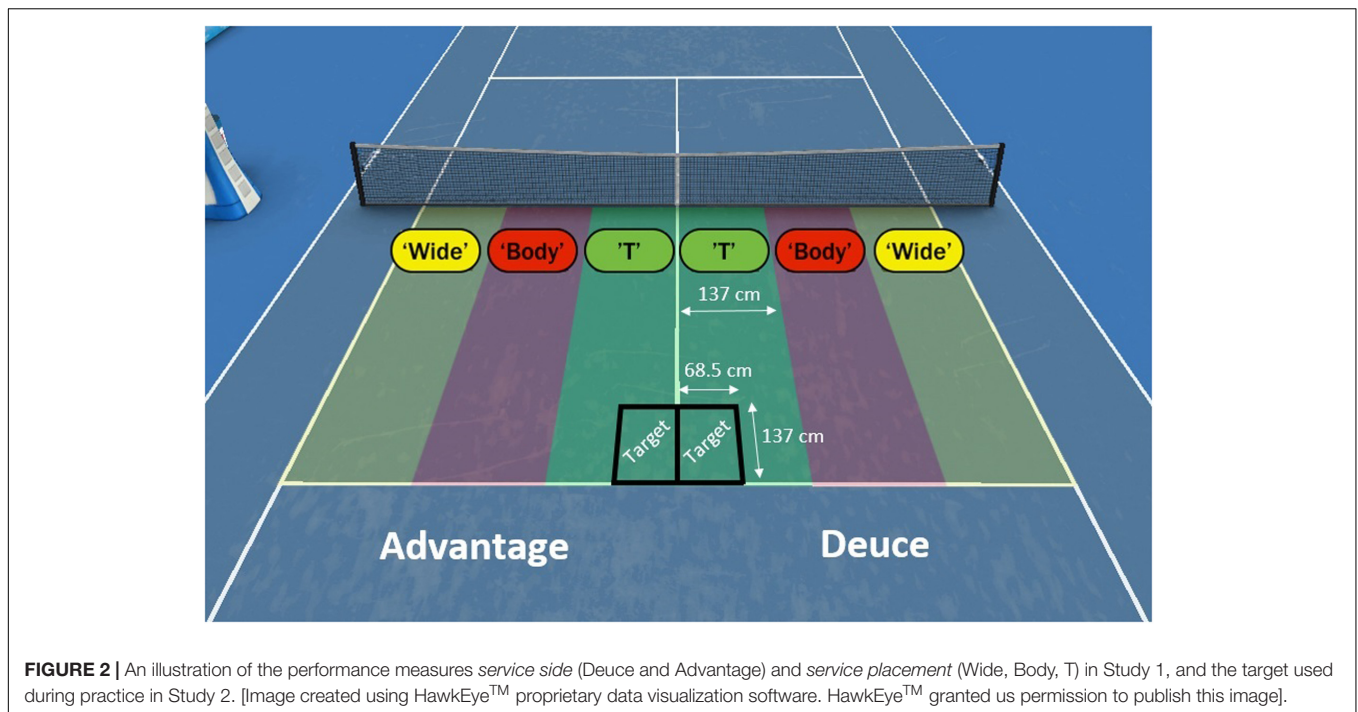 ‘Wide’ ‘Body’ ’T’ ’T’ ‘Body’ ‘Wide’
137 cm
68.5 cm
Target Target 137 cm
Advantage Deuce
FIGURE 2 | An illustration of the performance measures service side (Deuce and Advantage) and service placement (Wide, Body, T) in Study 1, and the target used
during practice in Study 2. [Image created using HawkEye™ proprietary data visualization software. HawkEye™ granted us permission to publish this image].